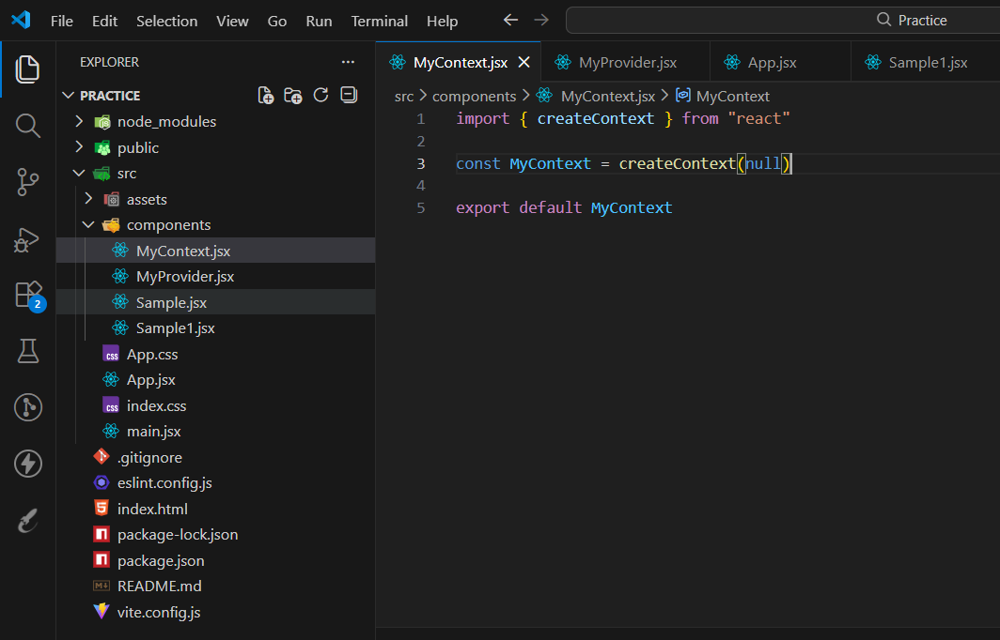 File Edit Selection View Go Run Terminal Help Practice
EXPLORER
PRACTICE
node_modules
public
src
assets
components
MyContext.jsx
MyProvider.jsx
Sample.jsx
Sample1.jsx
App.css
App.jsx
index.css
main.jsx
.gitignore
eslint.config.js
index.html
package-lock.json
package.json
README.md
vite.config.js
2
MyContext.jsx MyProvider.jsx App.jsx Sample1.jsx
src > components > MyContext.jsx > MyContext
1 import { createContext } from "react"
2
3 const MyContext = createContext(null)
4
5 export default MyContext